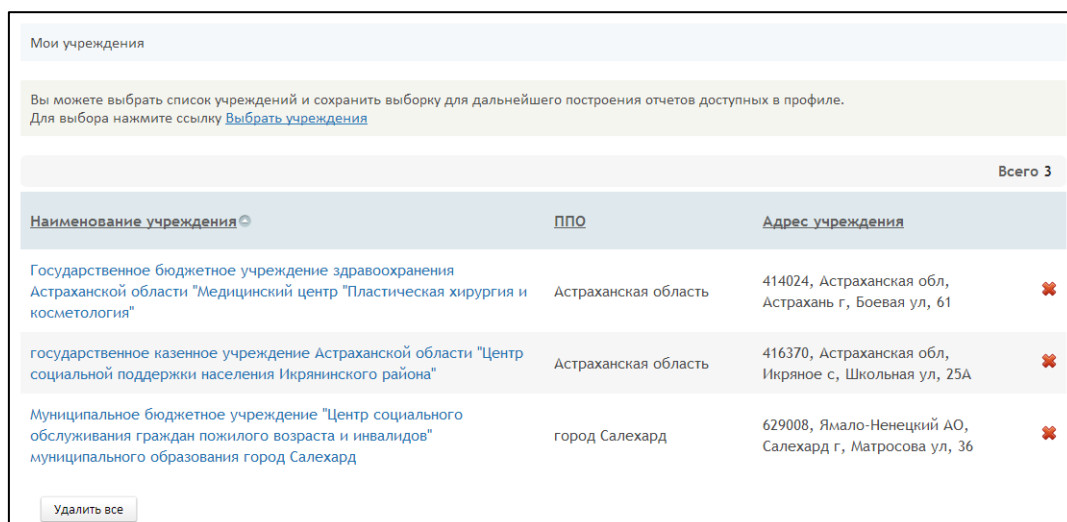 Мои учреждения
Вы можете выбрать список учреждений и сохранить выборку для дальнейшего построения отчетов доступных в профиле.
Для выбора нажмите ссылку Выбрать учреждения
Всего 3
Наименование учреждения ППО Адрес учреждения
Государственное бюджетное учреждение здравоохранения
Астраханской области "Медицинский центр "Пластическая хирургия и
косметология"
Астраханская область
414024, Астраханская обл,
Астрахань г, Боевая ул, 61
государственное казенное учреждение Астраханской области "Центр
социальной поддержки населения Икрянинского района"
Астраханская область
416370, Астраханская обл,
Икряное с, Школьная ул, 25А
Муниципальное бюджетное учреждение "Центр социального
обслуживания граждан пожилого возраста и инвалидов"
муниципального образования город Салехард
город Салехард
629008, Ямало-Ненецкий АО,
Салехард г, Матросова ул, 36
Удалить все